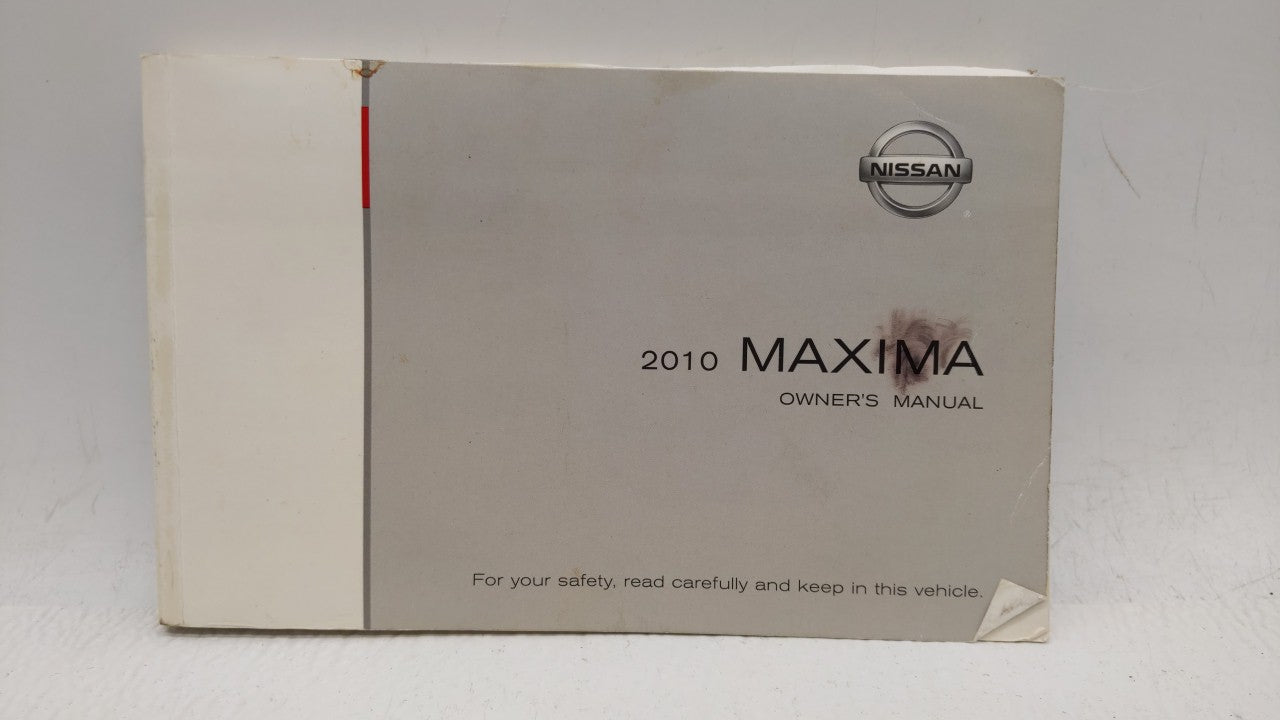 NISSAN
®
2010 MAXIMA
OWNER'S MANUAL
For your safety, read carefully and keep in this vehicle.